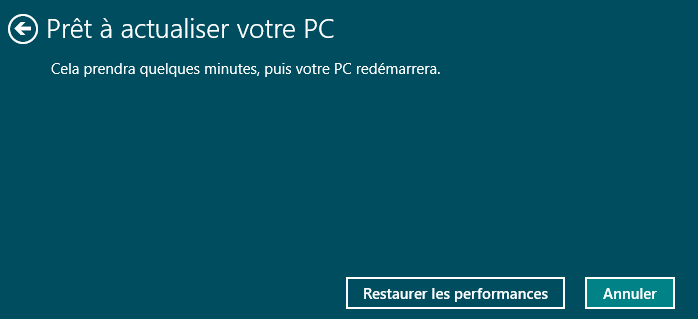 Prêt à actualiser votre PC
Cela prendra quelques minutes, puis votre PC redémarrera.
Restaurer les performances
Annuler